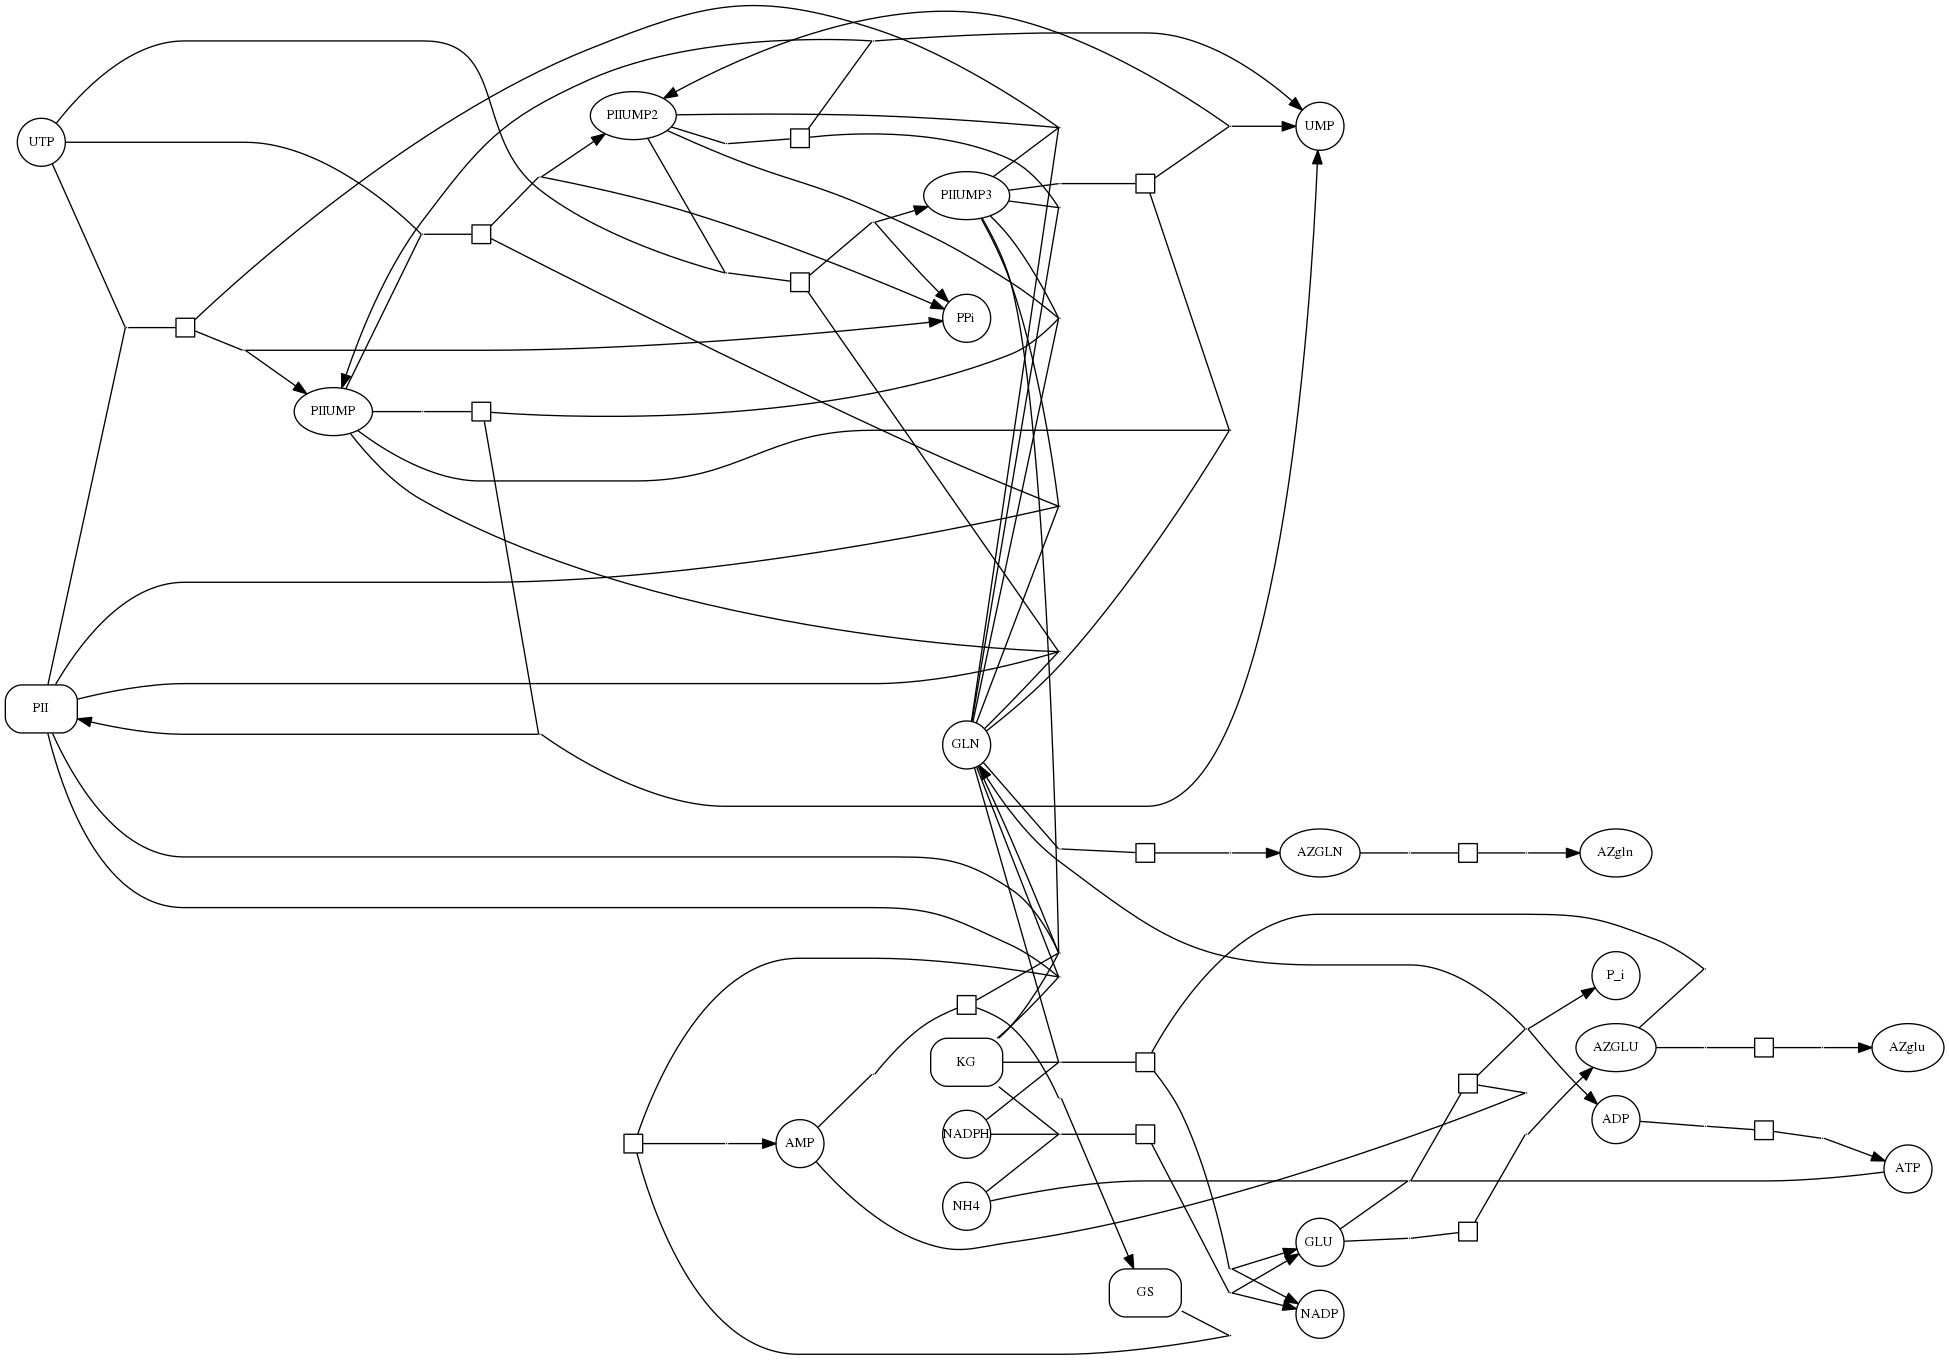 PIIUMP2
UMP
UTP
PIIUMP3
PPi
PIIUMP
PII
GLN
AZGLN
AZgln
P_i
AZGLU
AZglu
KG
ADP
NADPH
AMP
ATP
NH4
GLU
GS
NADP